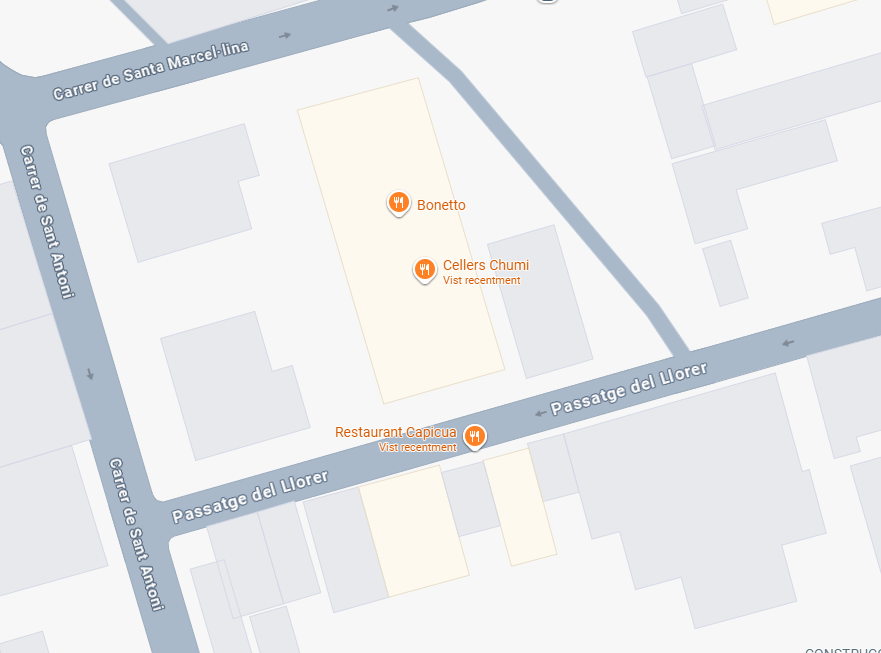 Carrer de Santa Marcel·lina
Carrer de Sant Antoni
Bonetto
Cellers Chumi
Vist recentment
Passatge del Llorer
Restaurant Capicua
Vist recentment
Passatge del Llorer
Carrer de Sant Antoni